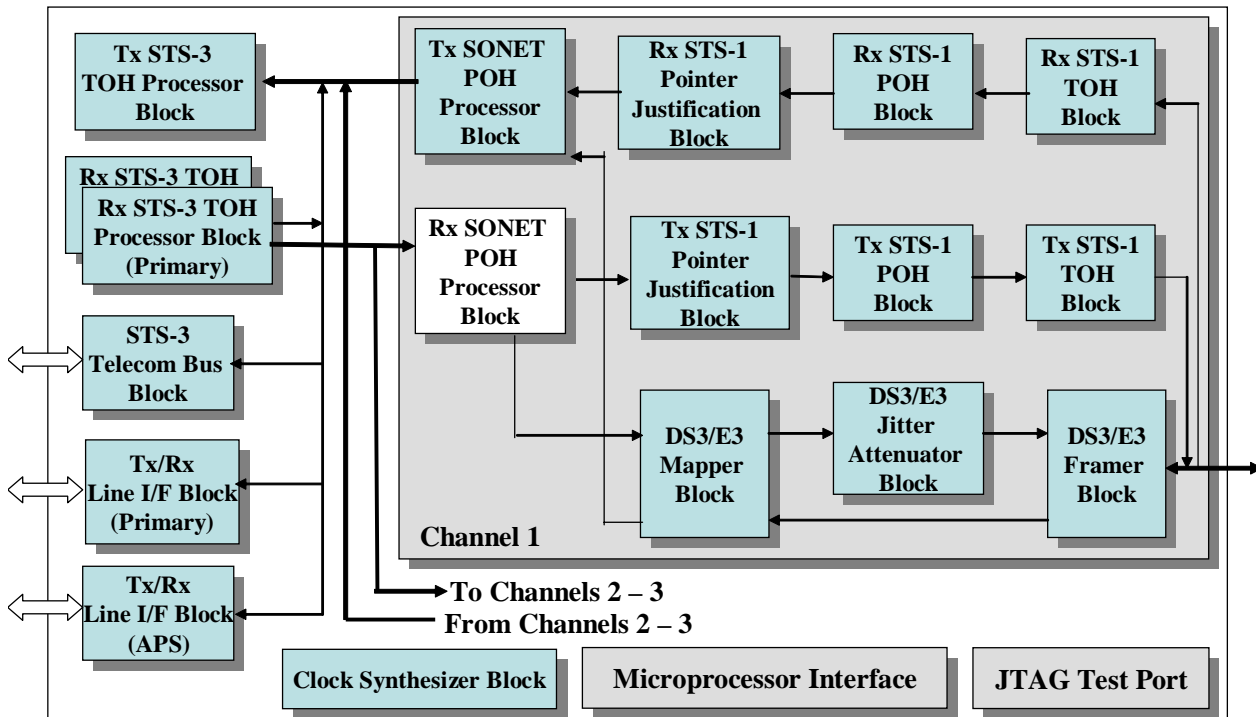 Tx STS-3
TOH Processor
Block
Tx SONET
POH
Processor
Block
Rx STS-1
Pointer
Justification
Block
Rx STS-1
POH
Block
Rx STS-1
TOH
Block
Rx STS-3 TOH
Rx STS-3 TOH
Processor Block
(Primary)
Rx SONET
POH
Processor
Block
Tx STS-1
Pointer
Justification
Block
Tx STS-1
POH
Block
Tx STS-1
TOH
Block
STS-3
Telecom Bus
Block
DS3/E3
Mapper
Block
DS3/E3
Jitter
Attenuator
Block
DS3/E3
Framer
Block
Tx/Rx
Line I/F Block
(Primary)
Channel 1
Tx/Rx
Line I/F Block
(APS)
To Channels 2 – 3
From Channels 2 – 3
Clock Synthesizer Block
Microprocessor Interface
JTAG Test Port